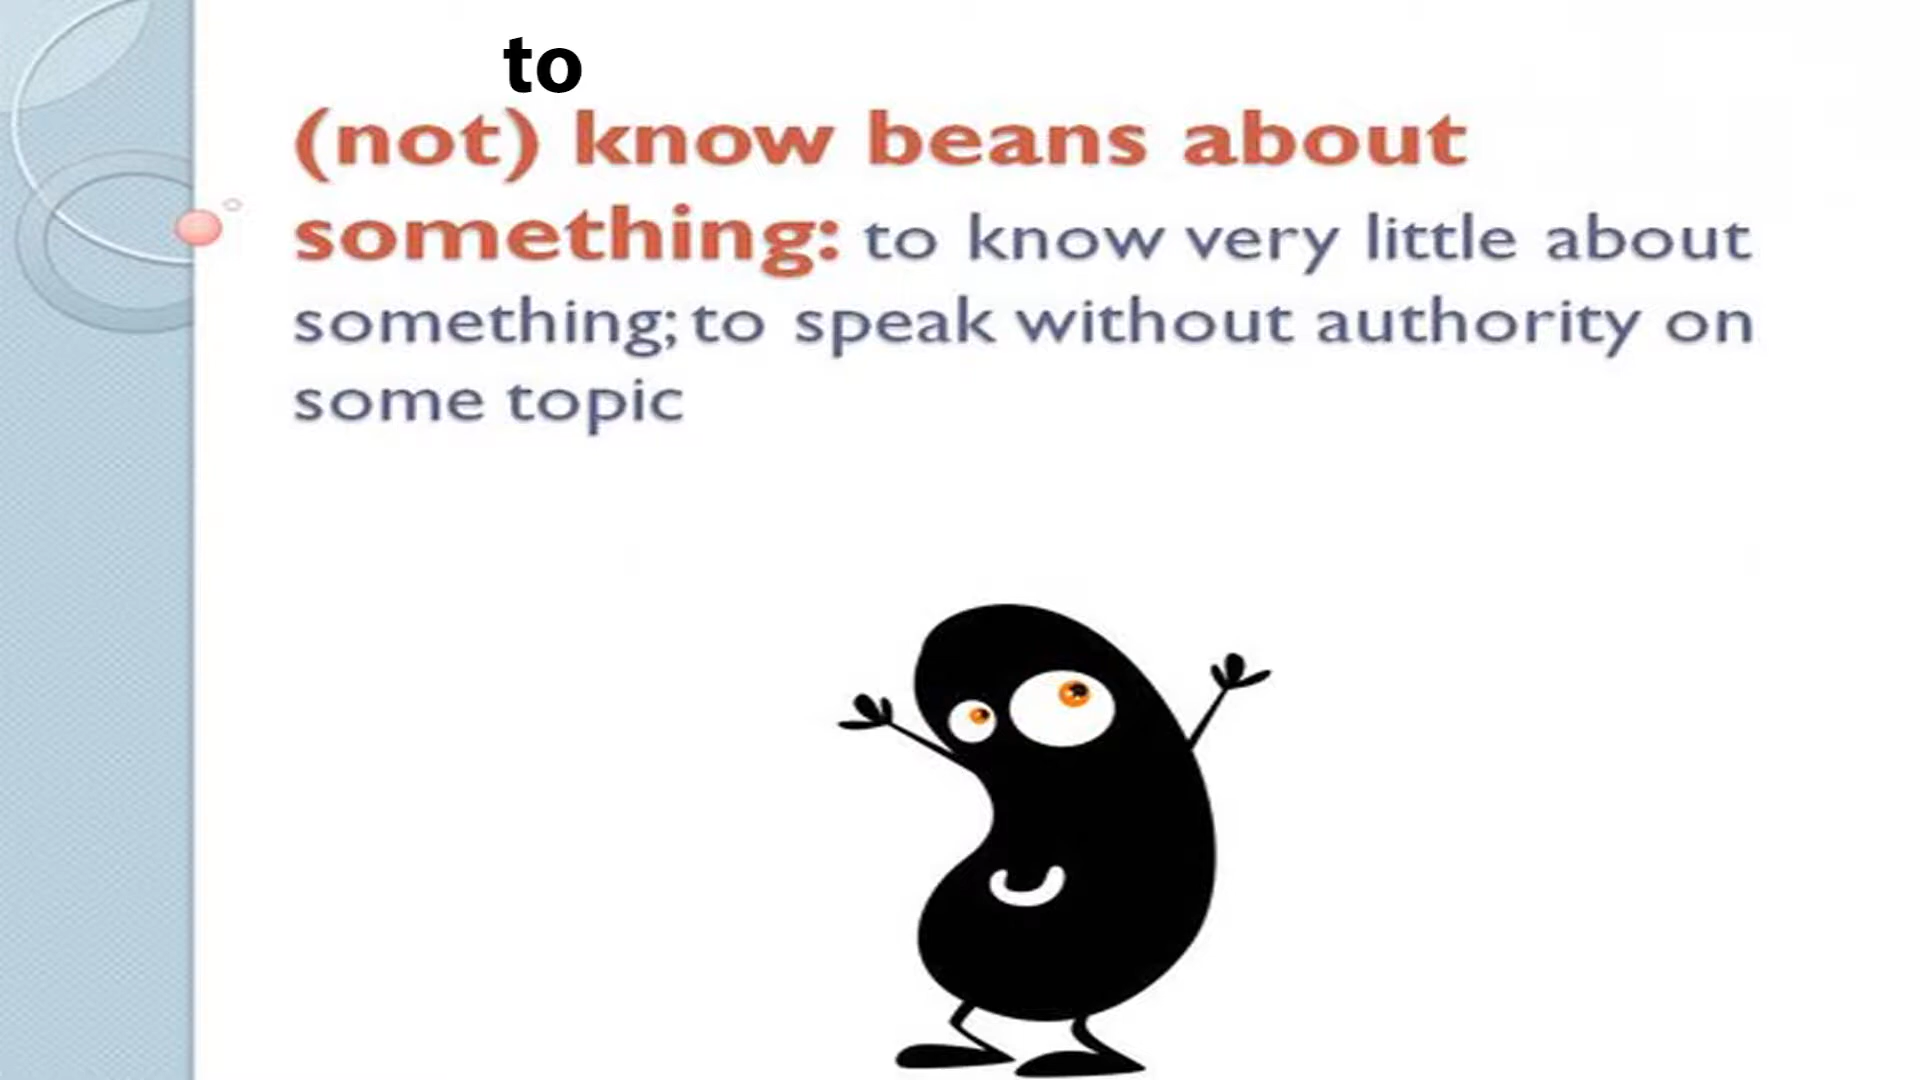 to
(not) know beans about
something: to know very little about
something; to speak without authority on
some topic